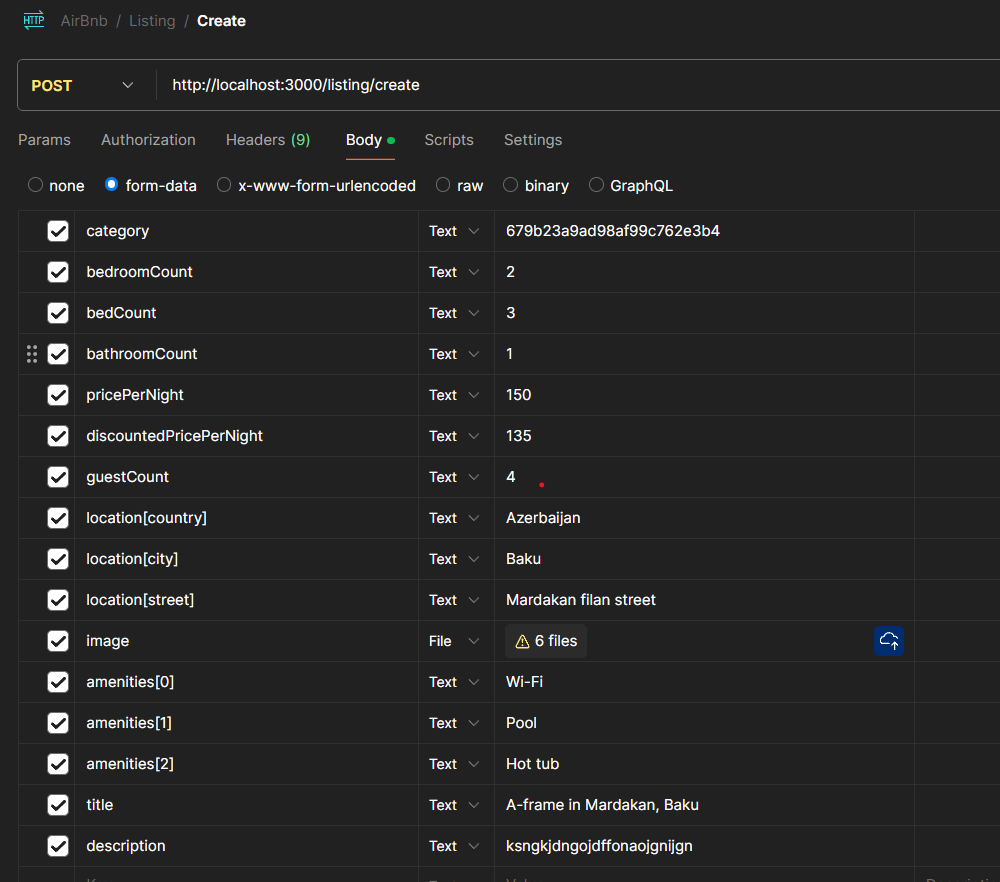 HTTP AirBnb / Listing / Create
POST http://localhost:3000/listing/create
Params Authorization Headers (9) Body Scripts Settings
none form-data x-www-form-urlencoded raw binary GraphQL
category Text 679b23a9ad98af99c762e3b4
bedroomCount Text 2
bedCount Text 3
bathroomCount Text 1
pricePerNight Text 150
discountedPricePerNight Text 135
guestCount Text 4
location[country] Text Azerbaijan
location[city] Text Baku
location[street] Text Mardakan filan street
image File 6 files
amenities[0] Text Wi-Fi
amenities[1] Text Pool
amenities[2] Text Hot tub
title Text A-frame in Mardakan, Baku
description Text ksngkjdngojdffonaojgnijgn